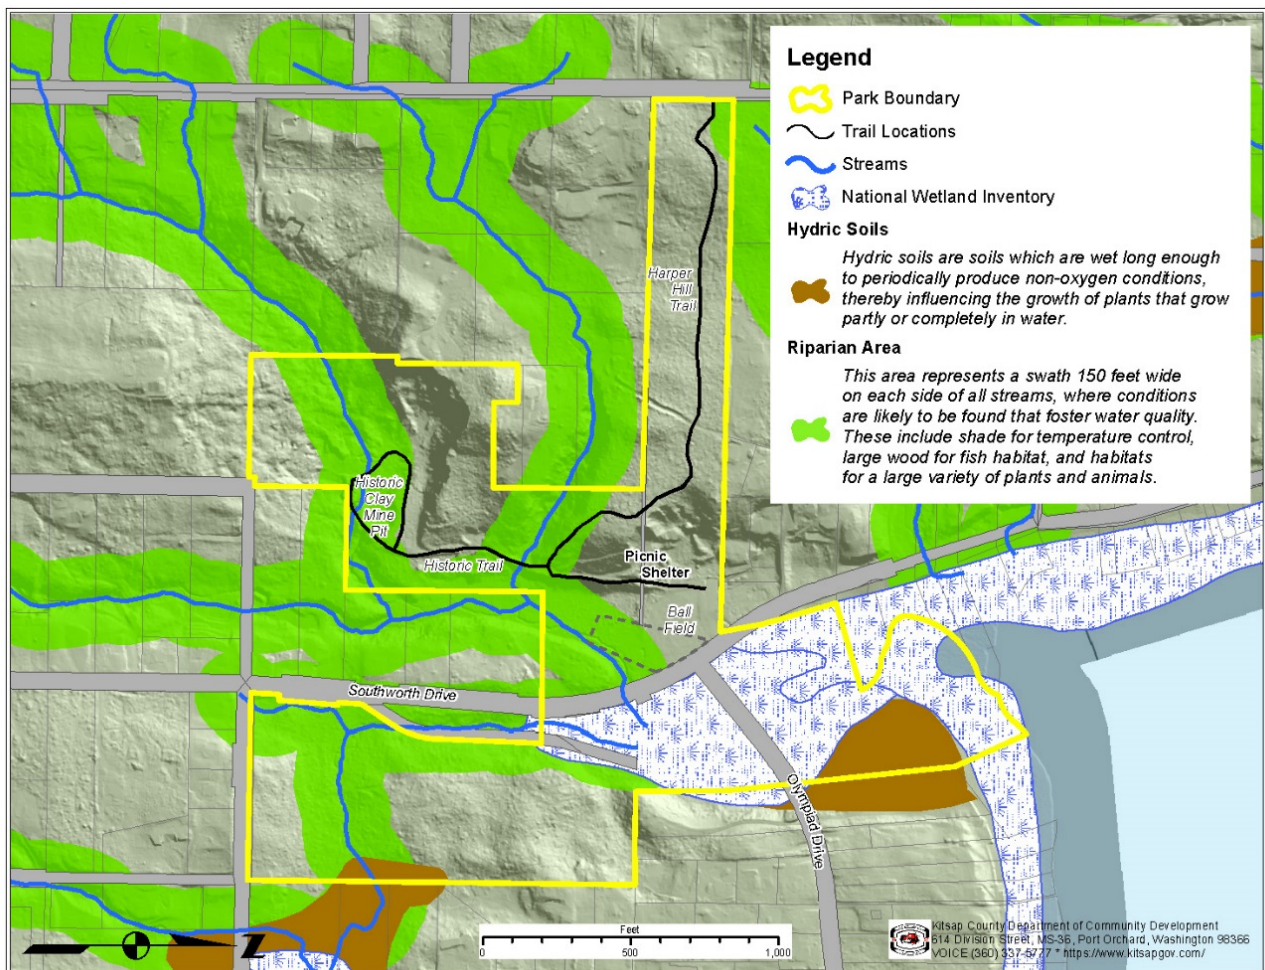 Legend
Park Boundary
Trail Locations
Streams
National Wetland Inventory
Hydric Soils
Hydric soils are soils which are wet long enough
to periodically produce non-oxygen conditions,
thereby influencing the growth of plants that grow
partly or completely in water.
Riparian Area
This area represents a swath 150 feet wide
on each side of all streams, where conditions
are likely to be found that foster water quality.
These include shade for temperature control,
large wood for fish habitat, and habitats
for a large variety of plants and animals.
Harper
Hill
Trail
Historic
Clay
Mine
Pit
Historic Trail
Picnic
Shelter
Ball
Field
Southworth Drive
Olympiad Drive
Z
Feet
0
500
1,000
Kitsap County Department of Community Development
614 Division Street, MS-36, Port Orchard, Washington 98366
VOICE (360) 337-5777 * https://www.kitsapgov.com/